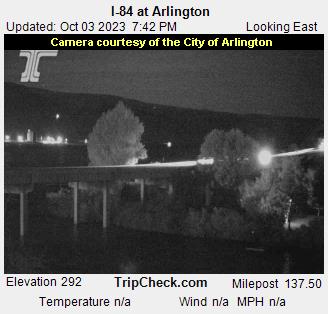 I-84 at Arlington
Updated: Oct 03 2023 7:42 PM Looking East
Camera courtesy of the City of Arlington
Elevation 292 TripCheck.com Milepost 137.50
Temperature n/a Wind n/a MPH n/a